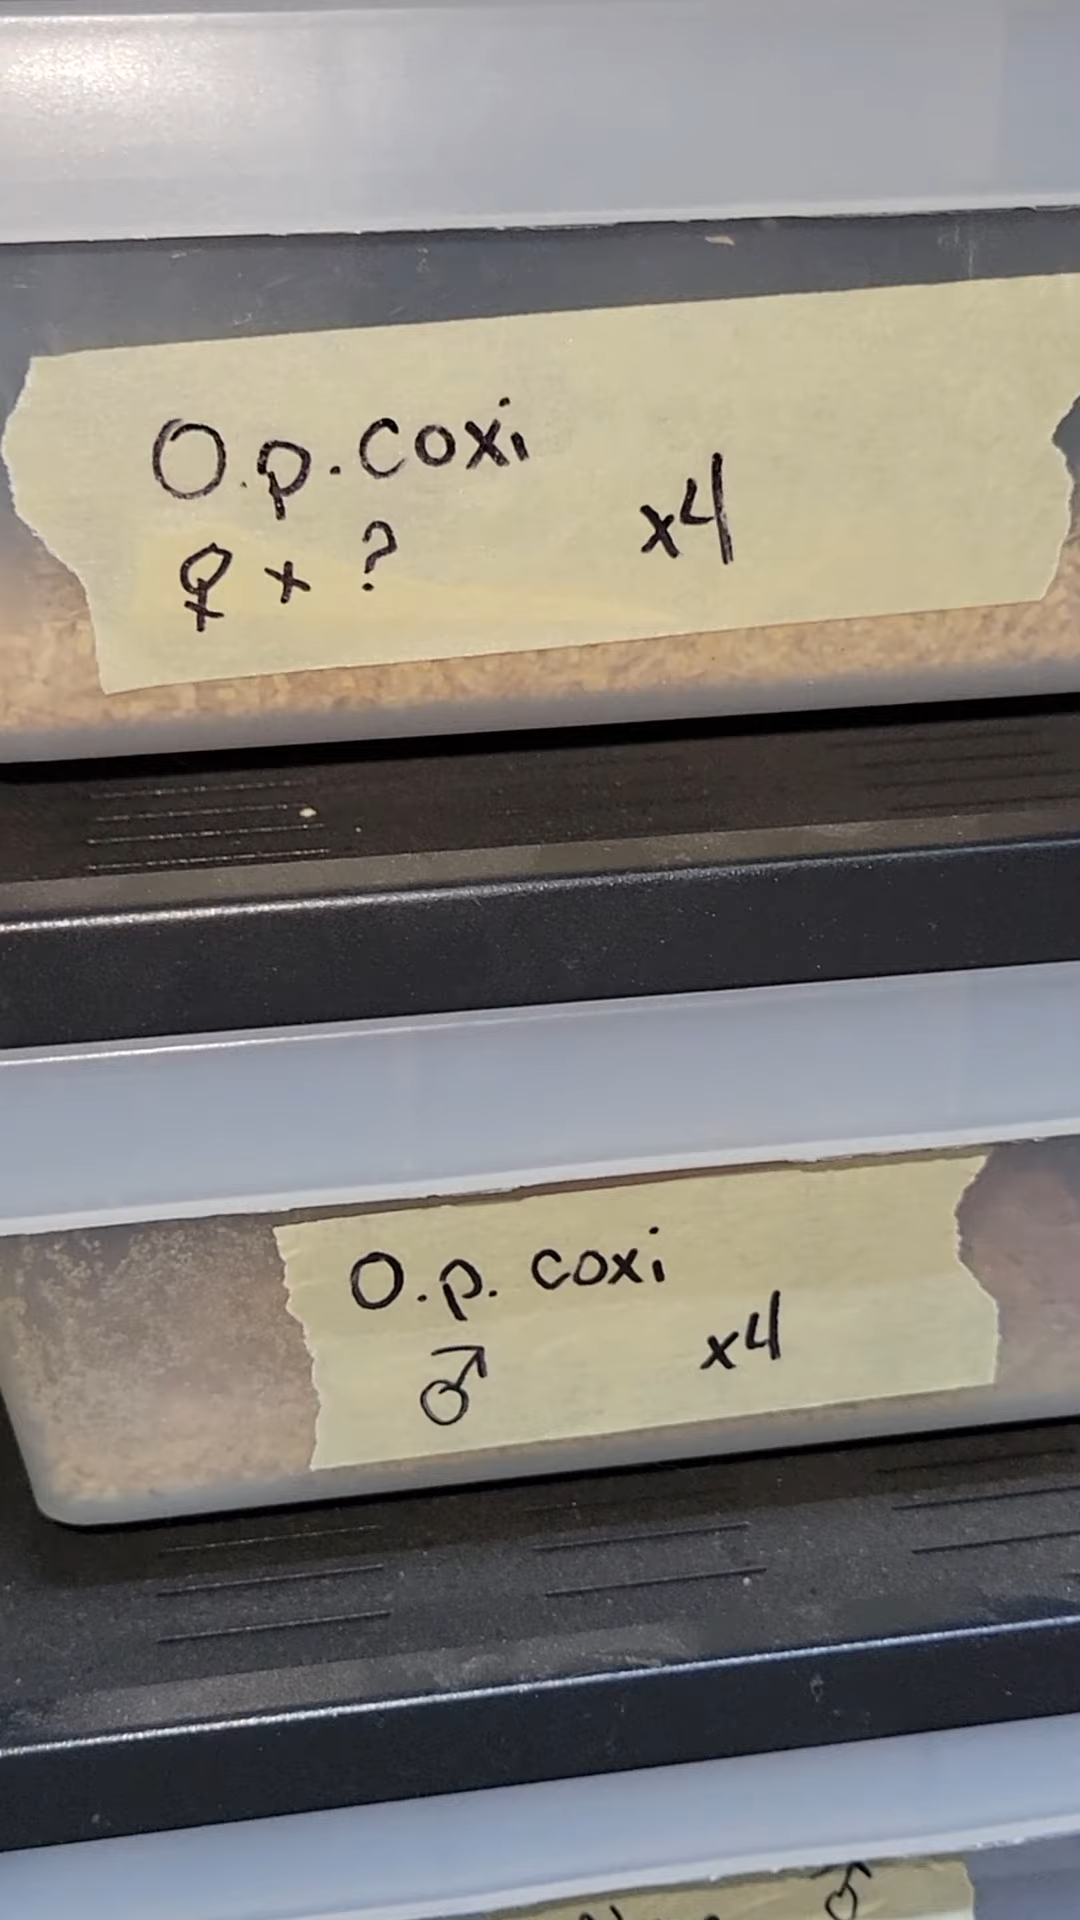 O.p. coxi
♀ x ? x4
O.p. coxi
♂ x4
♂